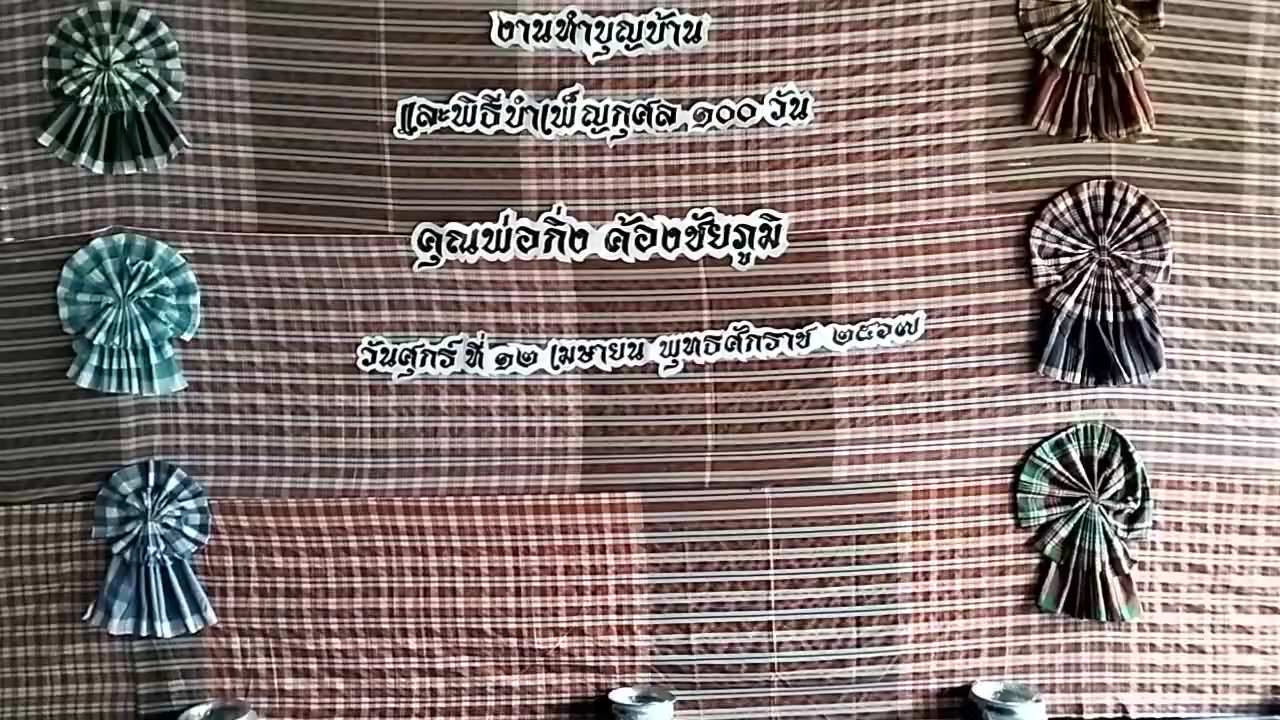 งานทำบุญบ้าน
และพิธีบำเพ็ญกุศล ๑๐๐ วัน
คุณพ่อกิ่ง ต้องชัยภูมิ
วันศุกร์ ที่ ๑๒ เมษายน พุทธศักราช ๒๕๖๗